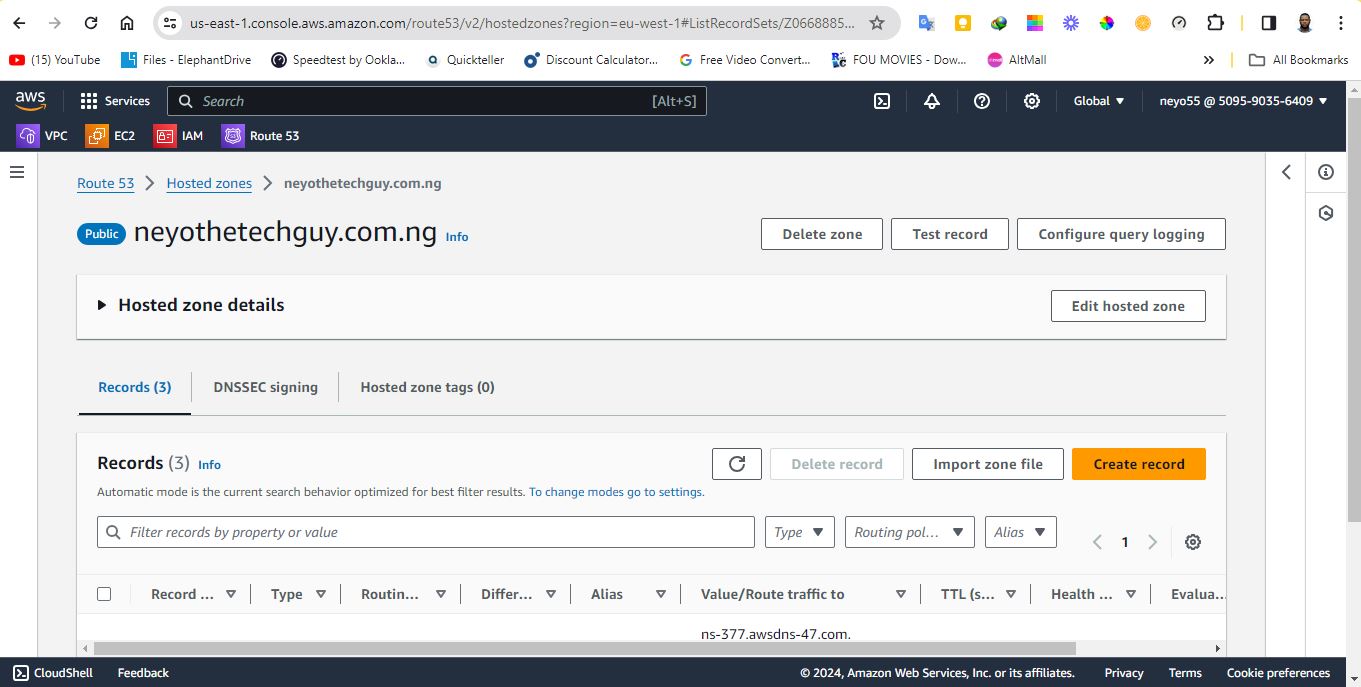 us-east-1.console.aws.amazon.com/route53/v2/hostedzones?region=eu-west-1#ListRecordSets/Z0668885...
(15) YouTube Files - ElephantDrive Speedtest by Ookla... Quickteller Discount Calculator... Free Video Convert... FOU MOVIES - Dow... AltMall » All Bookmarks
aws Services Search [Alt+S] Global neyo55 @ 5095-9035-6409
VPC EC2 IAM Route 53
Route 53 Hosted zones neyothetechguy.com.ng
Public neyothetechguy.com.ng Info Delete zone Test record Configure query logging
Hosted zone details Edit hosted zone
Records (3) DNSSEC signing Hosted zone tags (0)
Records (3) Info Delete record Import zone file Create record
Automatic mode is the current search behavior optimized for best filter results. To change modes go to settings.
Filter records by property or value Type Routing pol... Alias 1
Record ... Type Routin... Differ... Alias Value/Route traffic to TTL (s... Health ... Evalua...
ns-377.awsdns-47.com.
CloudShell Feedback © 2024, Amazon Web Services, Inc. or its affiliates. Privacy Terms Cookie preferences